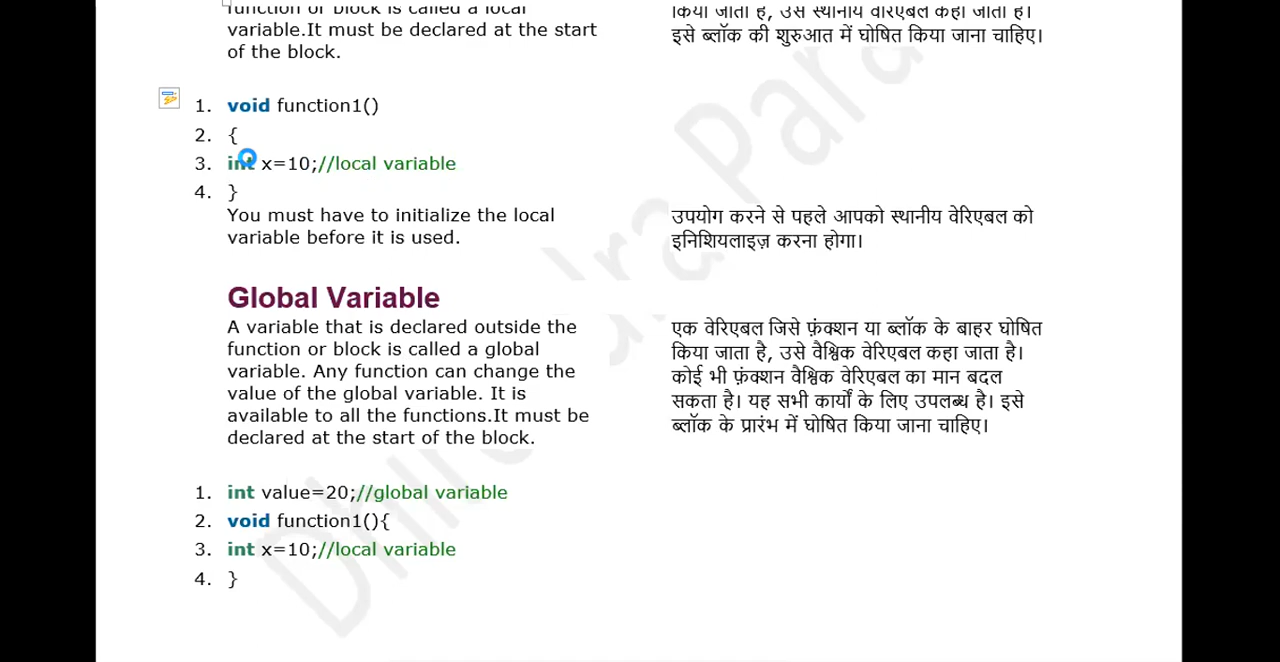 function or block is called a local
variable.It must be declared at the start
of the block.
किया जाता है, उसे स्थानीय वेरिएबल कहा जाता है।
इसे ब्लॉक की शुरुआत में घोषित किया जाना चाहिए।
1. void function1()
2. {
3. int x=10;//local variable
4. }
You must have to initialize the local
variable before it is used.
उपयोग करने से पहले आपको स्थानीय वेरिएबल को
इनिशियलाइज़ करना होगा।
Global Variable
A variable that is declared outside the
function or block is called a global
variable. Any function can change the
value of the global variable. It is
available to all the functions.It must be
declared at the start of the block.
एक वेरिएबल जिसे फ़ंक्शन या ब्लॉक के बाहर घोषित
किया जाता है, उसे वैश्विक वेरिएबल कहा जाता है।
कोई भी फ़ंक्शन वैश्विक वेरिएबल का मान बदल
सकता है। यह सभी कार्यों के लिए उपलब्ध है। इसे
ब्लॉक के प्रारंभ में घोषित किया जाना चाहिए।
1. int value=20;//global variable
2. void function1(){
3. int x=10;//local variable
4. }